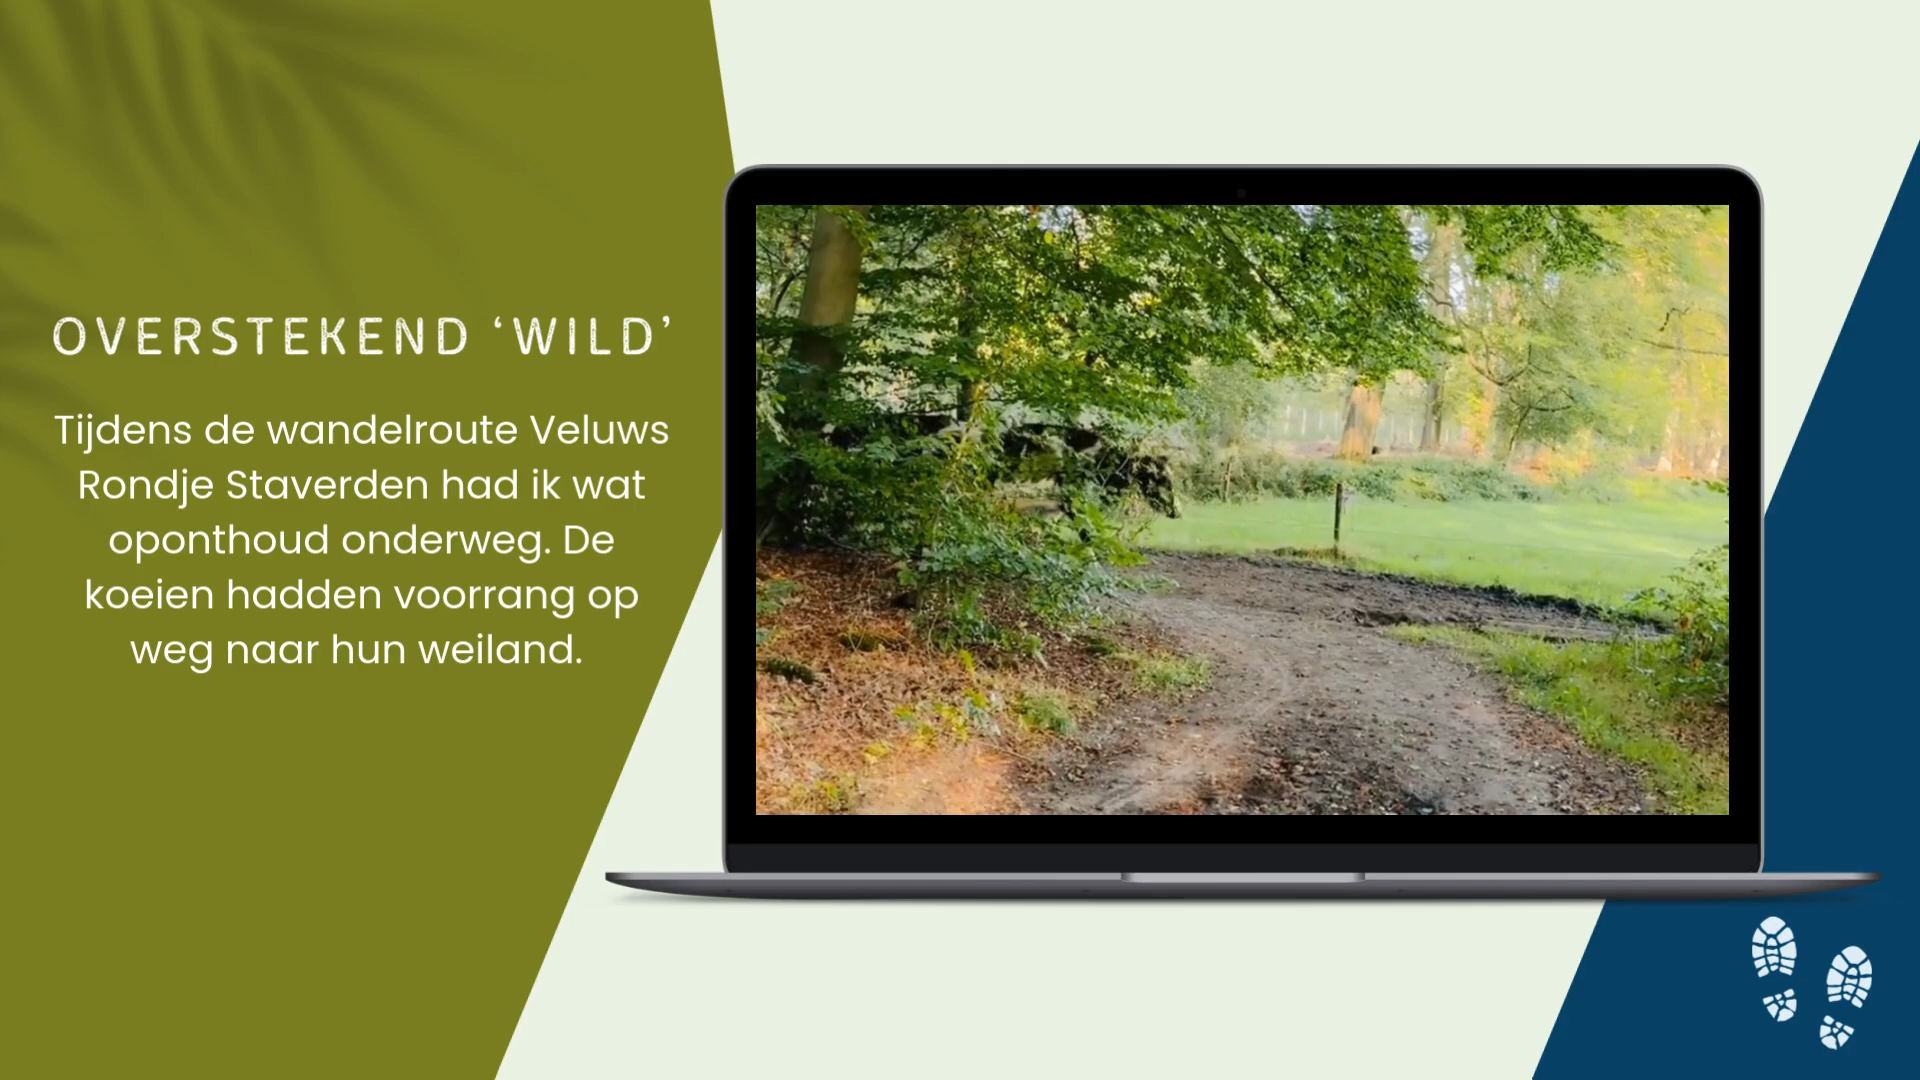 OVERSTEKEND ‘WILD’
Tijdens de wandelroute Veluws
Rondje Staverden had ik wat
oponthoud onderweg. De
koeien hadden voorrang op
weg naar hun weiland.